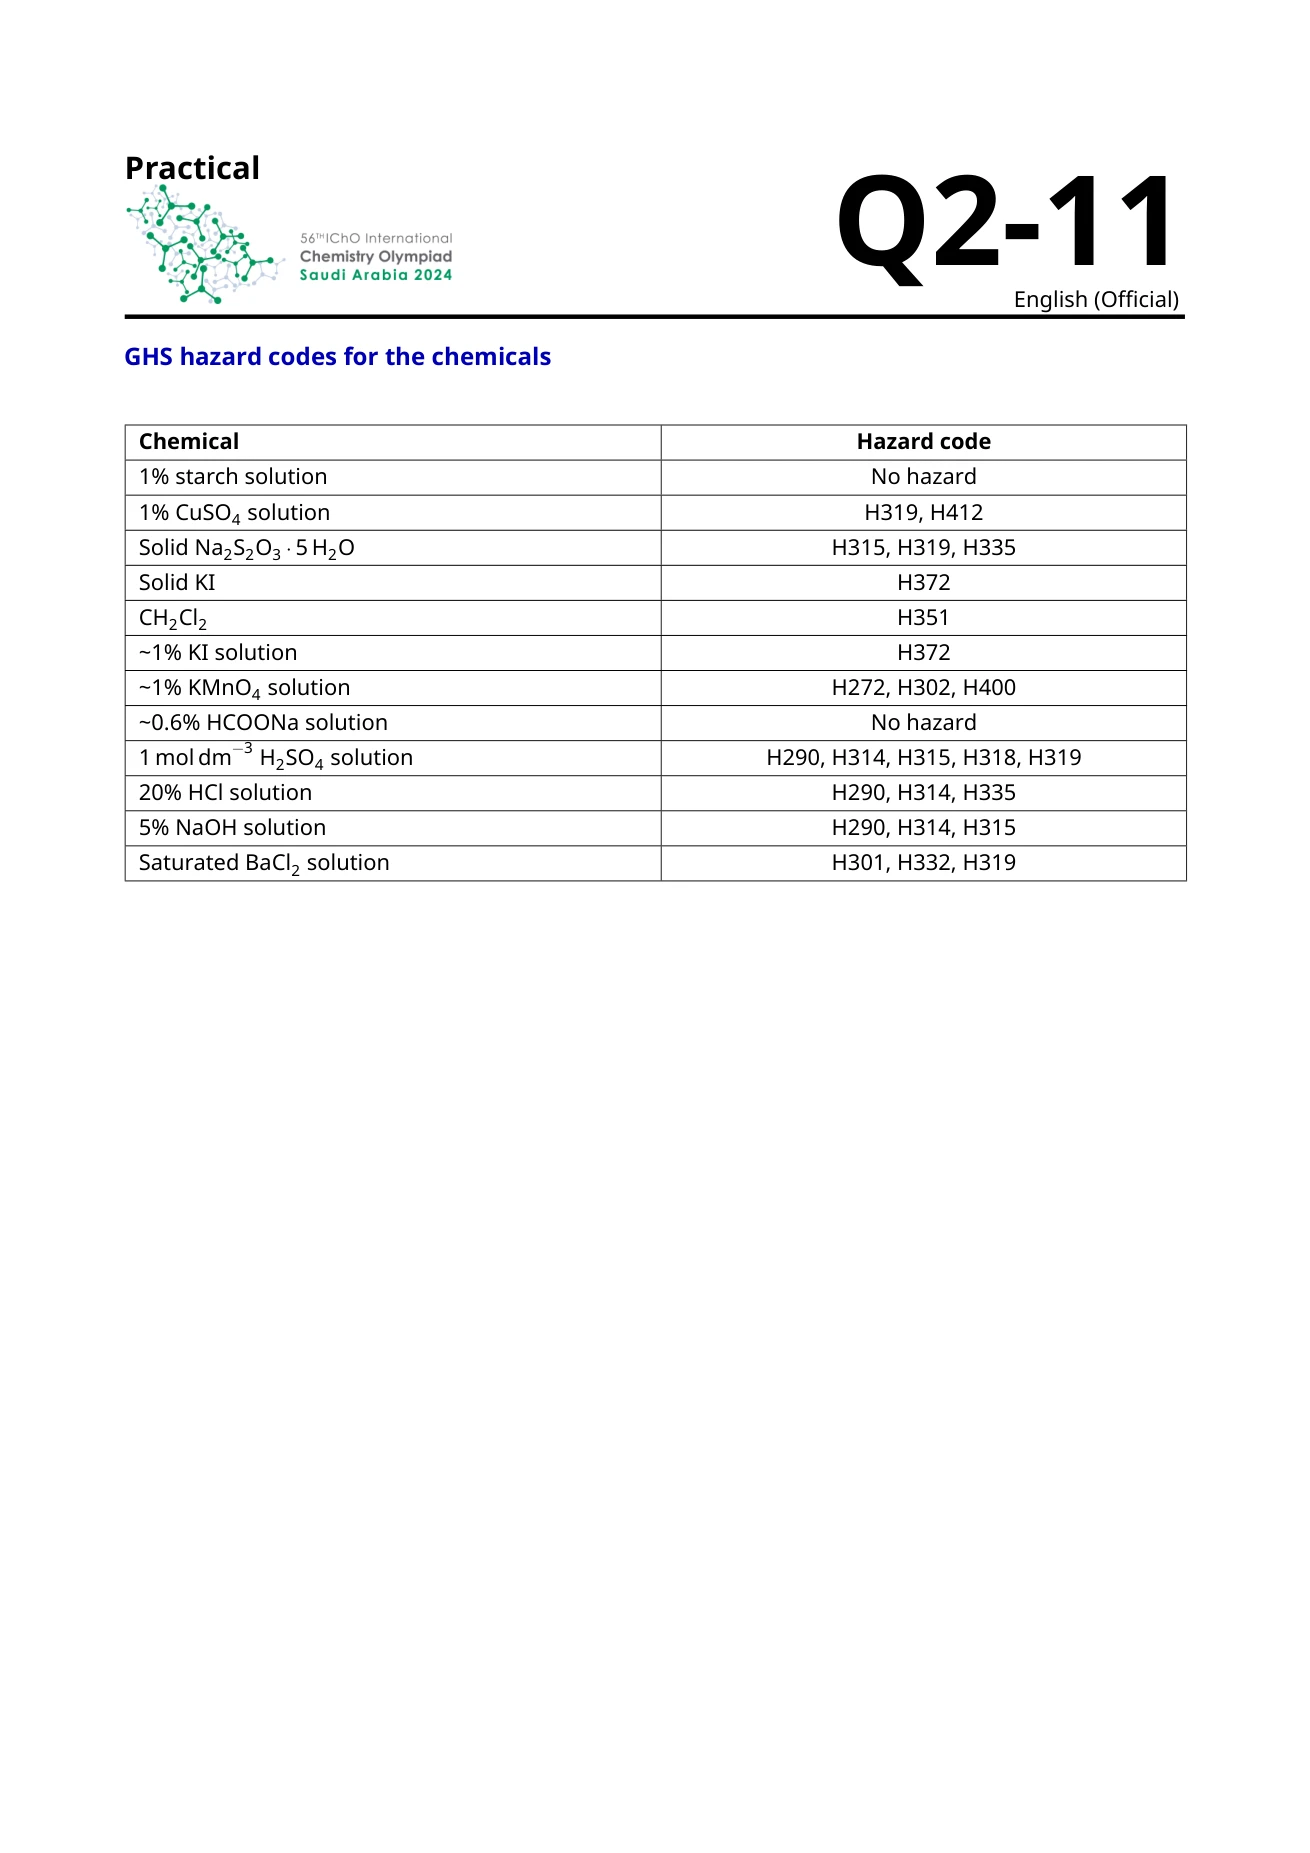 Practical
56ᵀᴴIChO International
Chemistry Olympiad
Saudi Arabia 2024
Q2-11
English (Official)
GHS hazard codes for the chemicals
Chemical Hazard code
1% starch solution No hazard
1% CuSO₄ solution H319, H412
Solid Na₂S₂O₃ · 5 H₂O H315, H319, H335
Solid KI H372
CH₂Cl₂ H351
~1% KI solution H372
~1% KMnO₄ solution H272, H302, H400
~0.6% HCOONa solution No hazard
1 mol dm⁻³ H₂SO₄ solution H290, H314, H315, H318, H319
20% HCl solution H290, H314, H335
5% NaOH solution H290, H314, H315
Saturated BaCl₂ solution H301, H332, H319